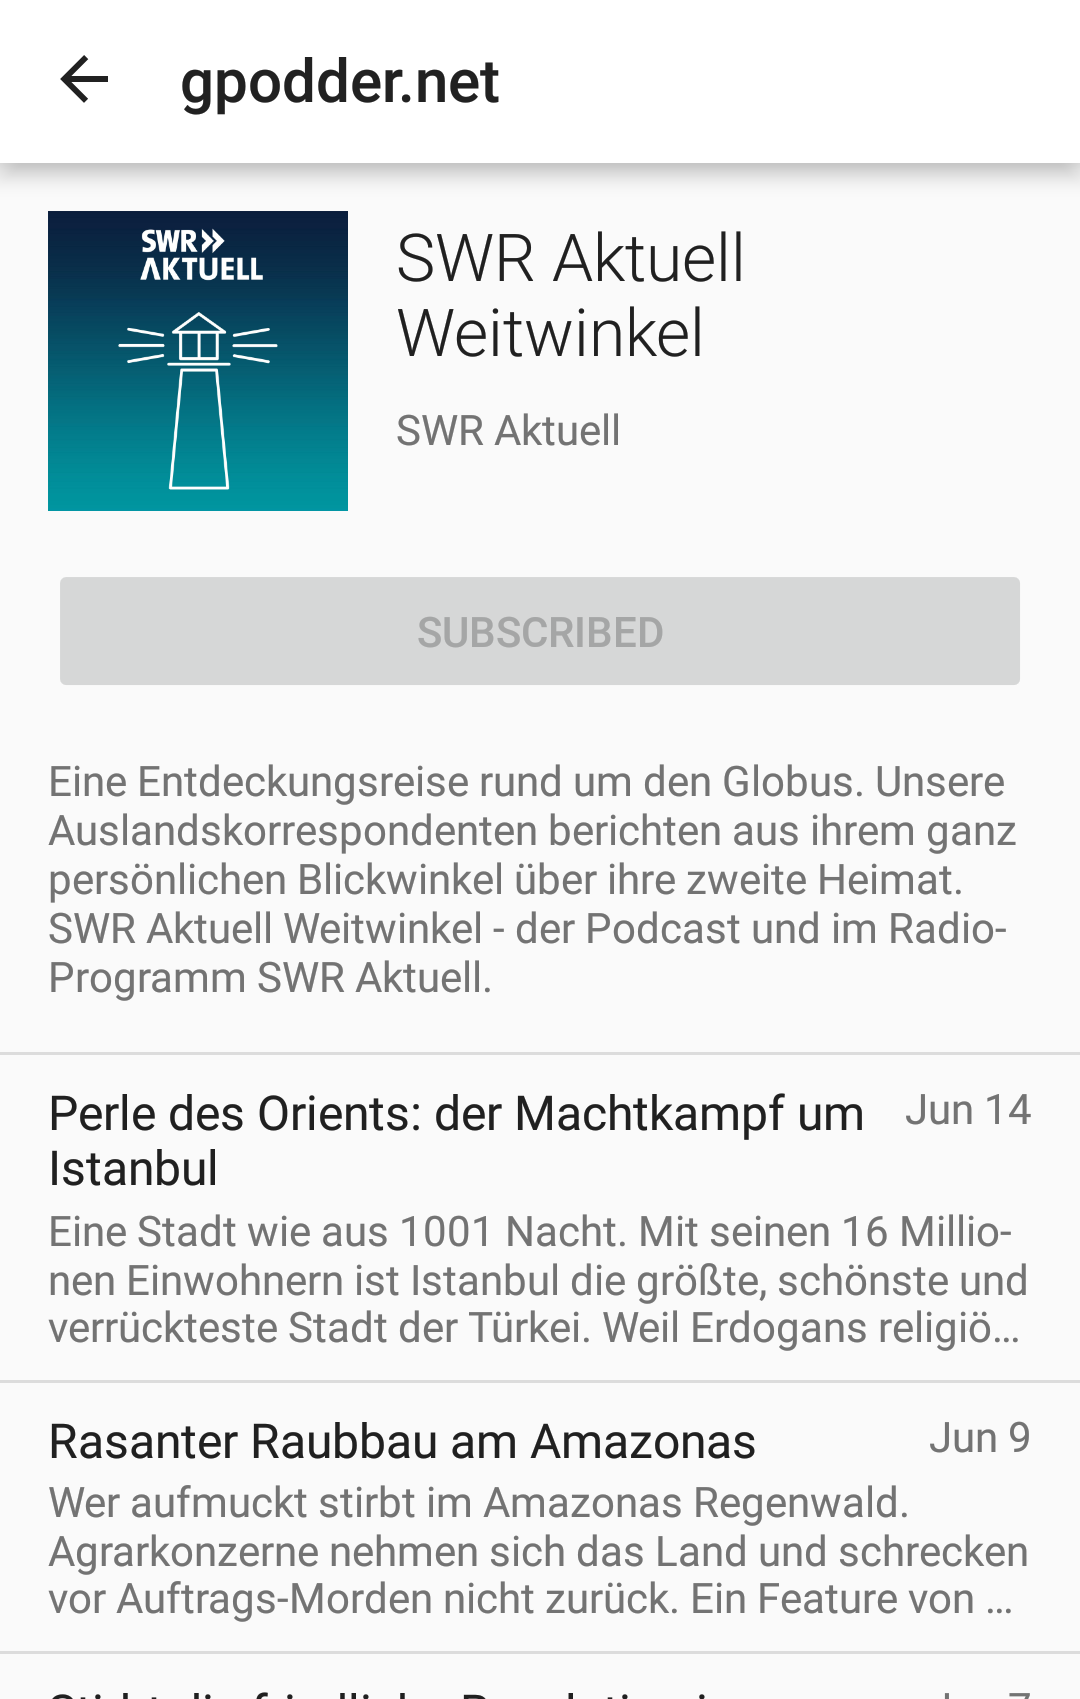 gpodder.net
SWR
AKTUELL
SWR Aktuell
Weitwinkel
SWR Aktuell
SUBSCRIBED
Eine Entdeckungsreise rund um den Globus. Unsere
Auslandskorrespondenten berichten aus ihrem ganz
persönlichen Blickwinkel über ihre zweite Heimat.
SWR Aktuell Weitwinkel - der Podcast und im Radio-
Programm SWR Aktuell.
Perle des Orients: der Machtkampf um Jun 14
Istanbul
Eine Stadt wie aus 1001 Nacht. Mit seinen 16 Millio-
nen Einwohnern ist Istanbul die größte, schönste und
verrückteste Stadt der Türkei. Weil Erdogans religiö…
Rasanter Raubbau am Amazonas Jun 9
Wer aufmuckt stirbt im Amazonas Regenwald.
Agrarkonzerne nehmen sich das Land und schrecken
vor Auftrags-Morden nicht zurück. Ein Feature von …